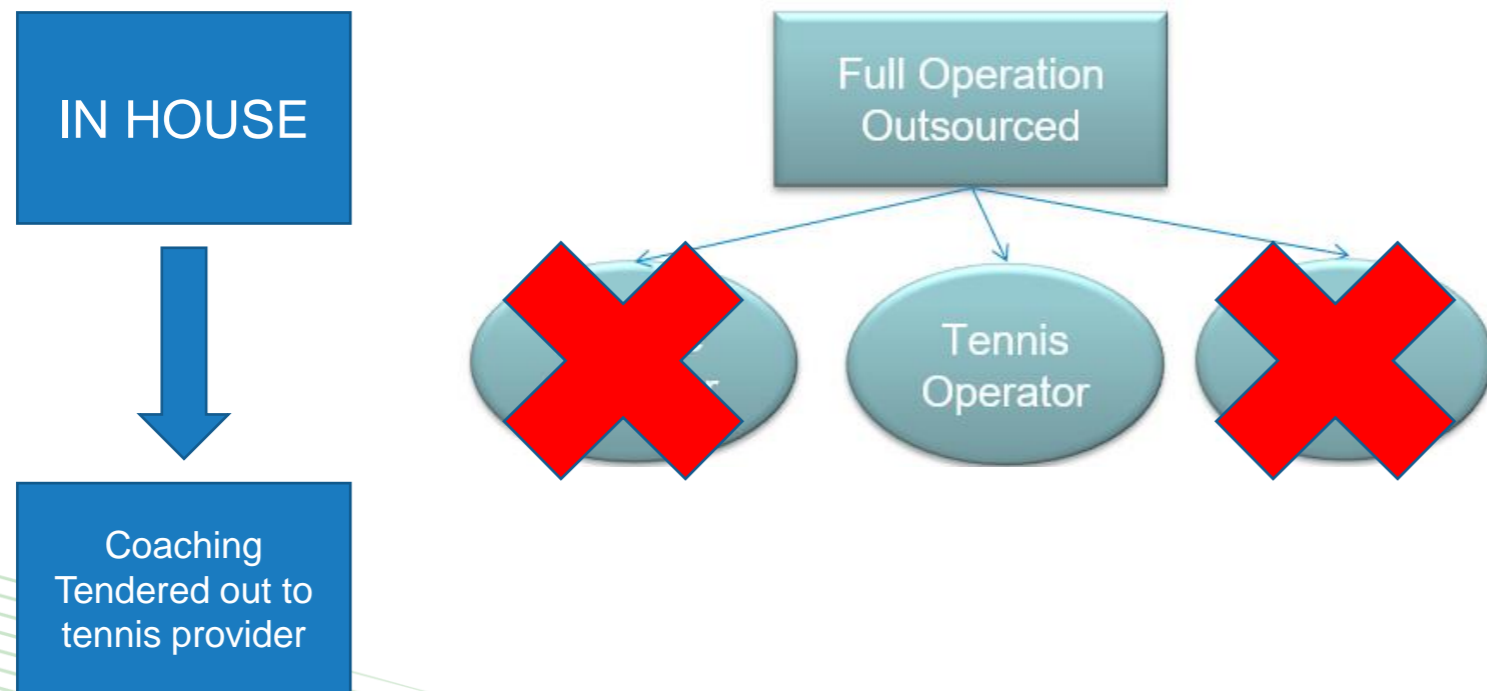 IN HOUSE
Coaching
Tendered out to
tennis provider
Full Operation
Outsourced
Tennis
Operator